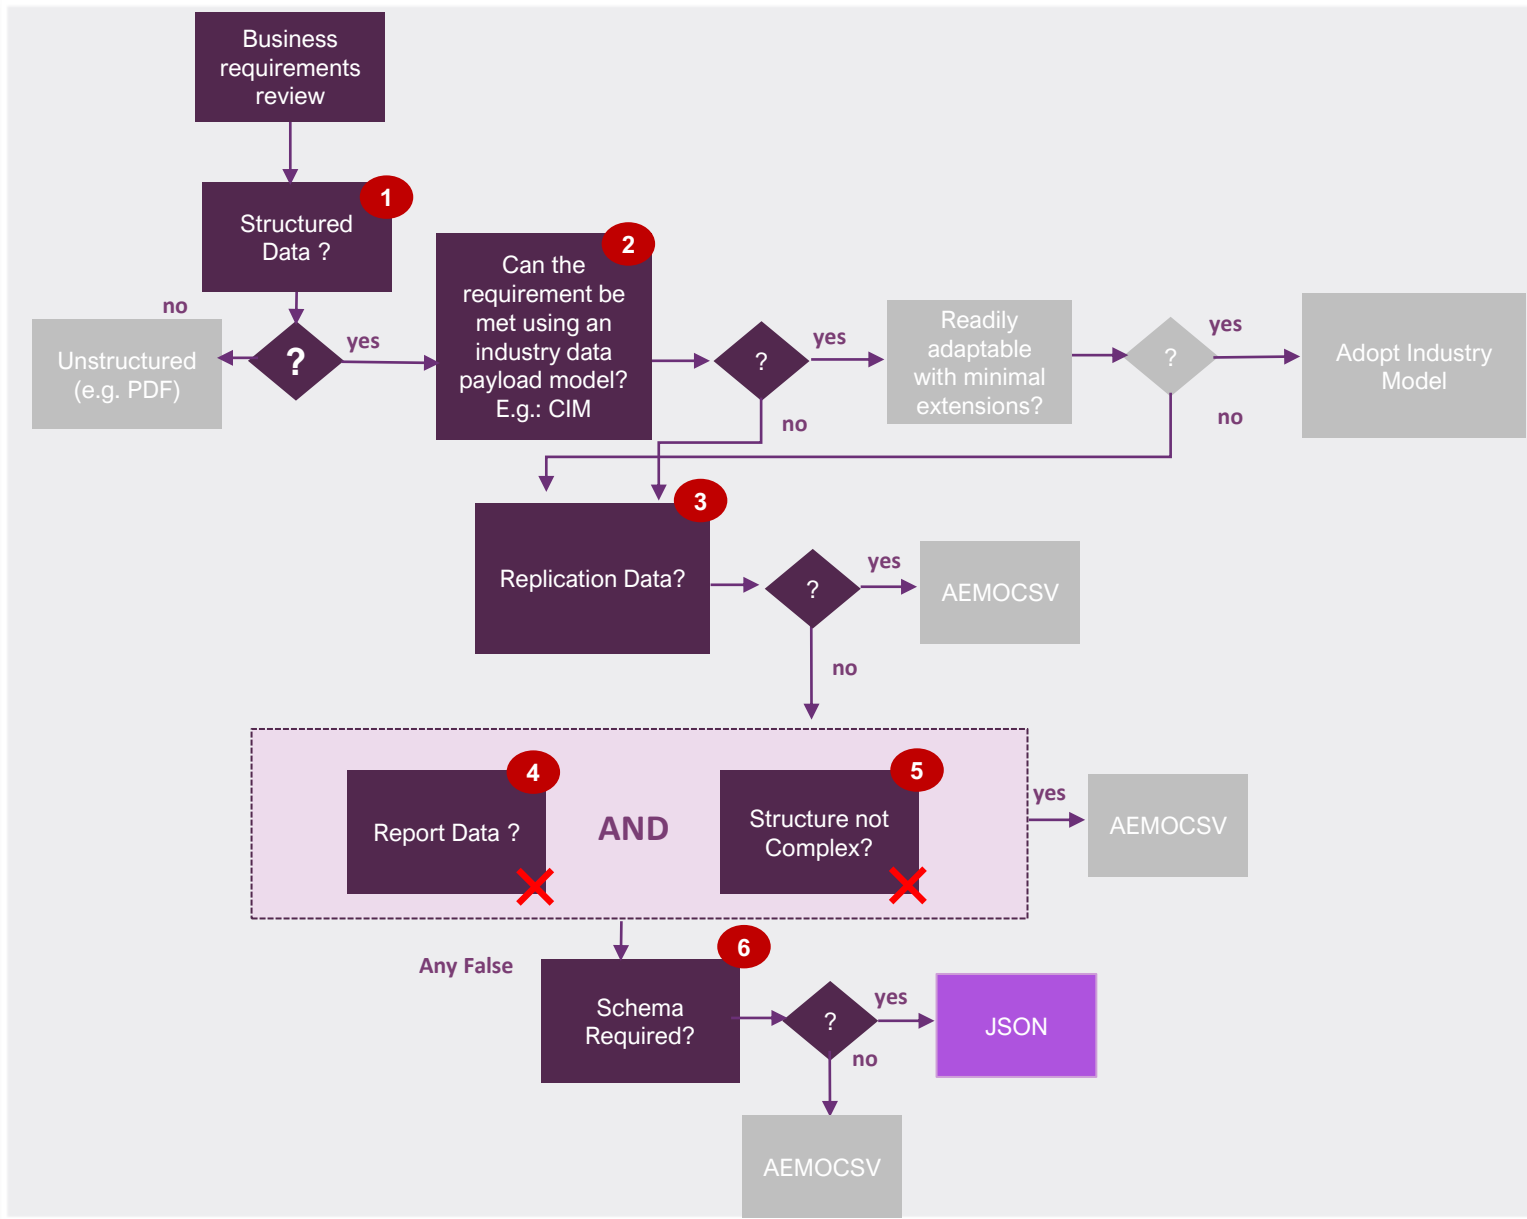 Business
requirements
review
1
Structured
Data ?
no
?
yes
Unstructured
(e.g. PDF)
2
Can the
requirement be
met using an
industry data
payload model?
E.g.: CIM
?
yes
no
Readily
adaptable
with minimal
extensions?
?
yes
no
Adopt Industry
Model
3
Replication Data?
?
yes
AEMOCSV
no
4
Report Data ?
AND
5
Structure not
Complex?
yes
AEMOCSV
Any False
6
Schema
Required?
?
yes
JSON
no
AEMOCSV